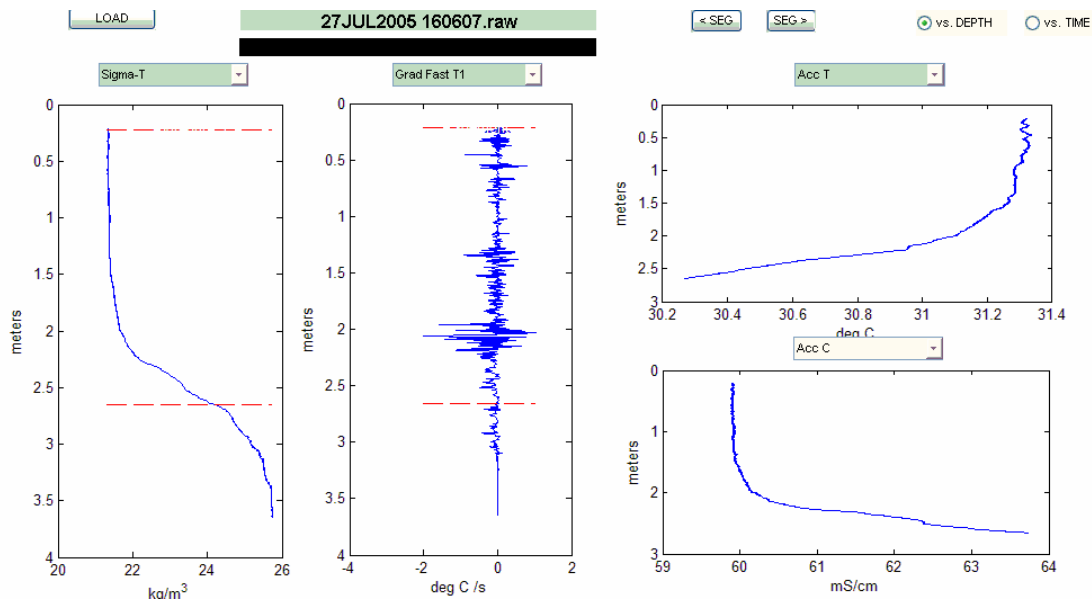 LOAD
27JUL2005 160607.raw
< SEG
SEG >
vs. DEPTH
vs. TIME
Sigma-T
Grad Fast T1
Acc T
0
0.5
1
1.5
2
2.5
3
3.5
4
meters
20
22
24
26
kg/m³
0
0.5
1
1.5
2
2.5
3
3.5
4
meters
-4
-2
0
2
deg C /s
0
0.5
1
1.5
2
2.5
3
meters
30.2
30.4
30.6
30.8
31
31.2
31.4
deg C
Acc C
0
1
2
3
meters
59
60
61
62
63
64
mS/cm